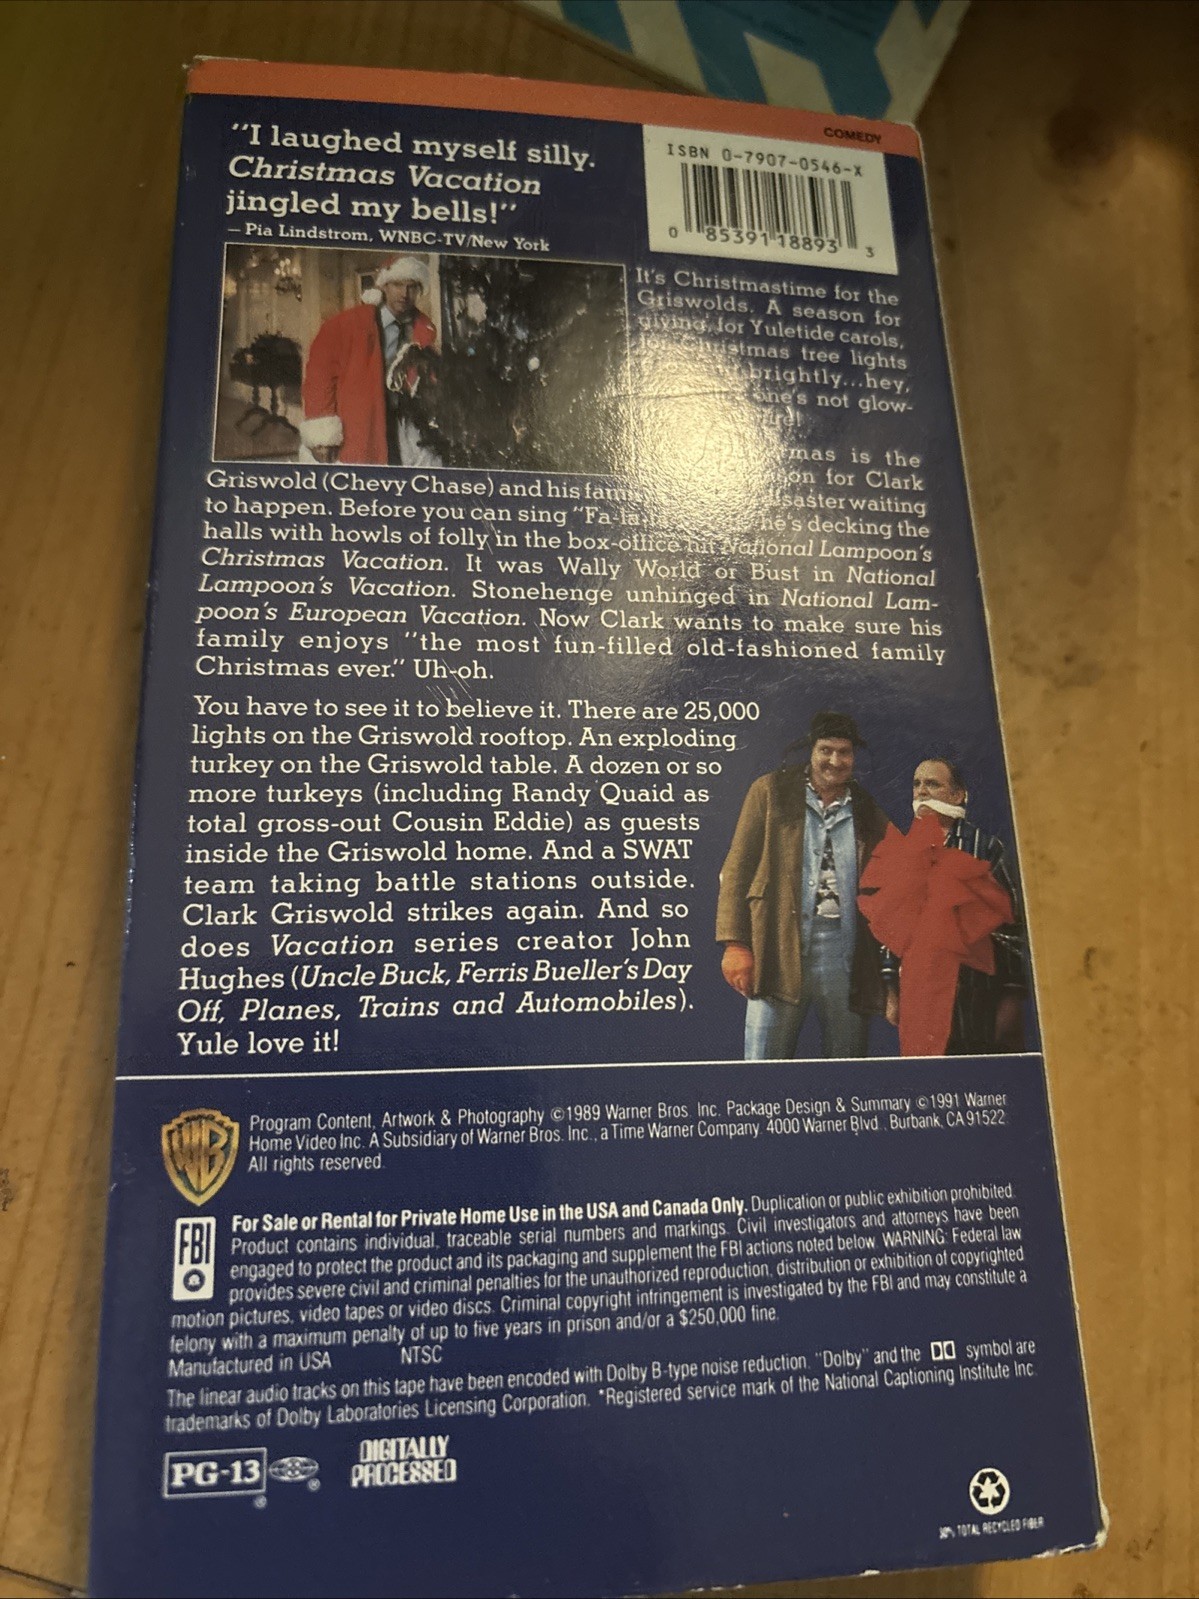 COMEDY
"I laughed myself silly.
Christmas Vacation
jingled my bells!"
– Pia Lindstrom, WNBC-TV/New York
ISBN 0-7907-0546-X
0 85391 18893 3
It's Christmastime for the
Griswolds. A season for
giving, for Yuletide carols,
for Christmas tree lights
brightly...hey,
she's not glow-
is the
for Clark
Griswold (Chevy Chase) and his
disaster waiting
to happen. Before you can sing "Fa-la
he's decking the
halls with howls of folly in the box-office hit National Lampoon's
Christmas Vacation. It was Wally World or Bust in National
Lampoon's Vacation. Stonehenge unhinged in National Lam-
poon's European Vacation. Now Clark wants to make sure his
family enjoys "the most fun-filled old-fashioned family
Christmas ever." Uh-oh.
You have to see it to believe it. There are 25,000
lights on the Griswold rooftop. An exploding
turkey on the Griswold table. A dozen or so
more turkeys (including Randy Quaid as
total gross-out Cousin Eddie) as guests
inside the Griswold home. And a SWAT
team taking battle stations outside.
Clark Griswold strikes again. And so
does Vacation series creator John
Hughes (Uncle Buck, Ferris Bueller's Day
Off, Planes, Trains and Automobiles).
Yule love it!
WB
Program Content, Artwork & Photography ©1989 Warner Bros. Inc. Package Design & Summary ©1991 Warner
Home Video Inc. A Subsidiary of Warner Bros. Inc., a Time Warner Company. 4000 Warner Blvd., Burbank, CA 91522.
All rights reserved.
FBI
For Sale or Rental for Private Home Use in the USA and Canada Only. Duplication or public exhibition prohibited.
Product contains individual, traceable serial numbers and markings. Civil investigators and attorneys have been
engaged to protect the product and its packaging and supplement the FBI actions noted below. WARNING: Federal law
provides severe civil and criminal penalties for the unauthorized reproduction, distribution or exhibition of copyrighted
motion pictures, video tapes or video discs. Criminal copyright infringement is investigated by the FBI and may constitute a
felony with a maximum penalty of up to five years in prison and/or a $250,000 fine.
Manufactured in USA NTSC
The linear audio tracks on this tape have been encoded with Dolby B-type noise reduction. "Dolby" and the symbol are
trademarks of Dolby Laboratories Licensing Corporation. *Registered service mark of the National Captioning Institute Inc.
PG-13
®
DIGITALLY
PROCESSED
TOTAL RECYCLED FIBER